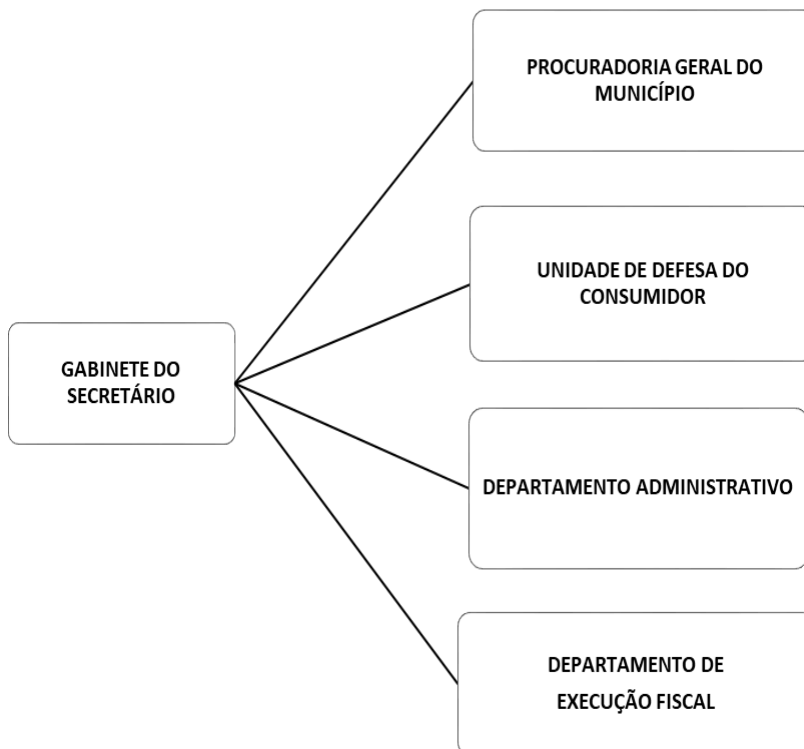 PROCURADORIA GERAL DO
MUNICÍPIO
UNIDADE DE DEFESA DO
CONSUMIDOR
GABINETE DO
SECRETÁRIO
DEPARTAMENTO ADMINISTRATIVO
DEPARTAMENTO DE
EXECUÇÃO FISCAL